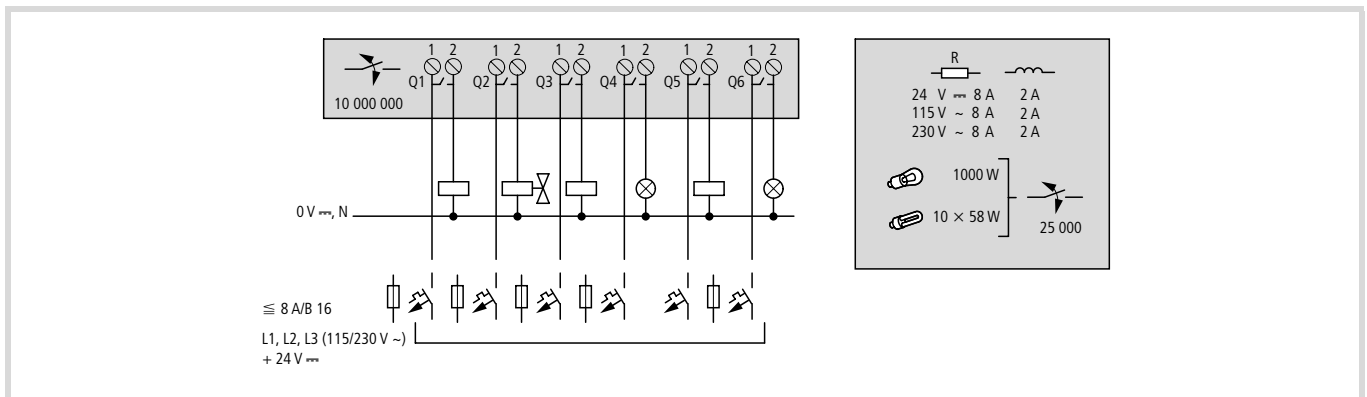 1 2 1 2 1 2 1 2 1 2 1 2
Q1 Q2 Q3 Q4 Q5 Q6
10 000 000
0 V ⎓, N
≦ 8 A/B 16
L1, L2, L3 (115/230 V ~)
+ 24 V ⎓
R
24 V ⎓ 8 A 2 A
115 V ~ 8 A 2 A
230 V ~ 8 A 2 A
1000 W
10 × 58 W
25 000